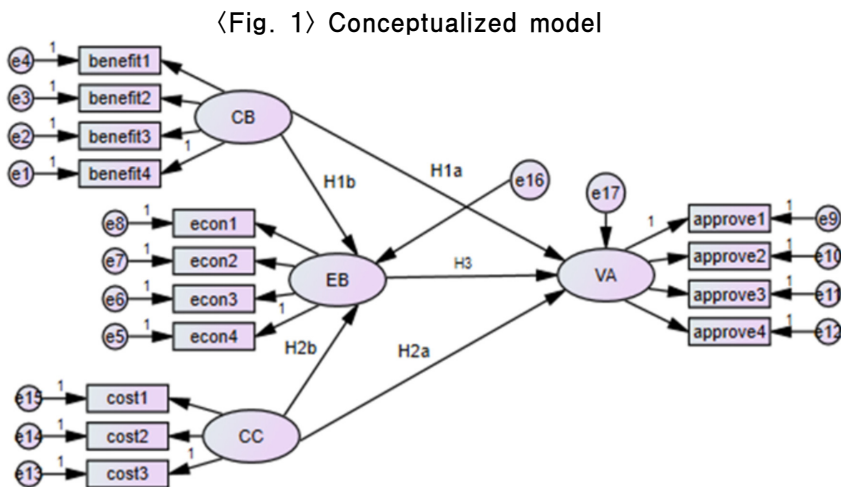 〈Fig. 1〉 Conceptualized model
e4 1 benefit1
e3 1 benefit2
e2 1 benefit3
e1 1 benefit4
1
CB
H1a
H1b
e16
e17
e8 1 econ1
e7 1 econ2
e6 1 econ3
e5 1 econ4
1
EB
H3
VA
1
approve1 1 e9
approve2 1 e10
approve3 1 e11
approve4 1 e12
H2b
H2a
e15 1 cost1
e14 1 cost2
e13 1 cost3
1
CC